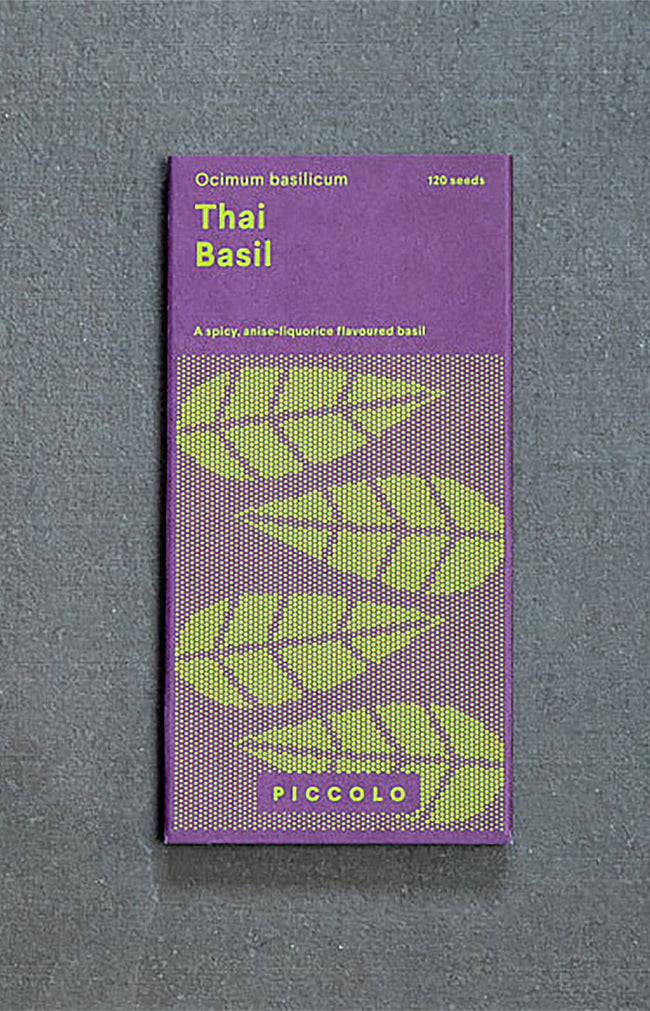 Ocimum basilicum 120 seeds
Thai
Basil
A spicy, anise-liquorice flavoured basil
PICCOLO